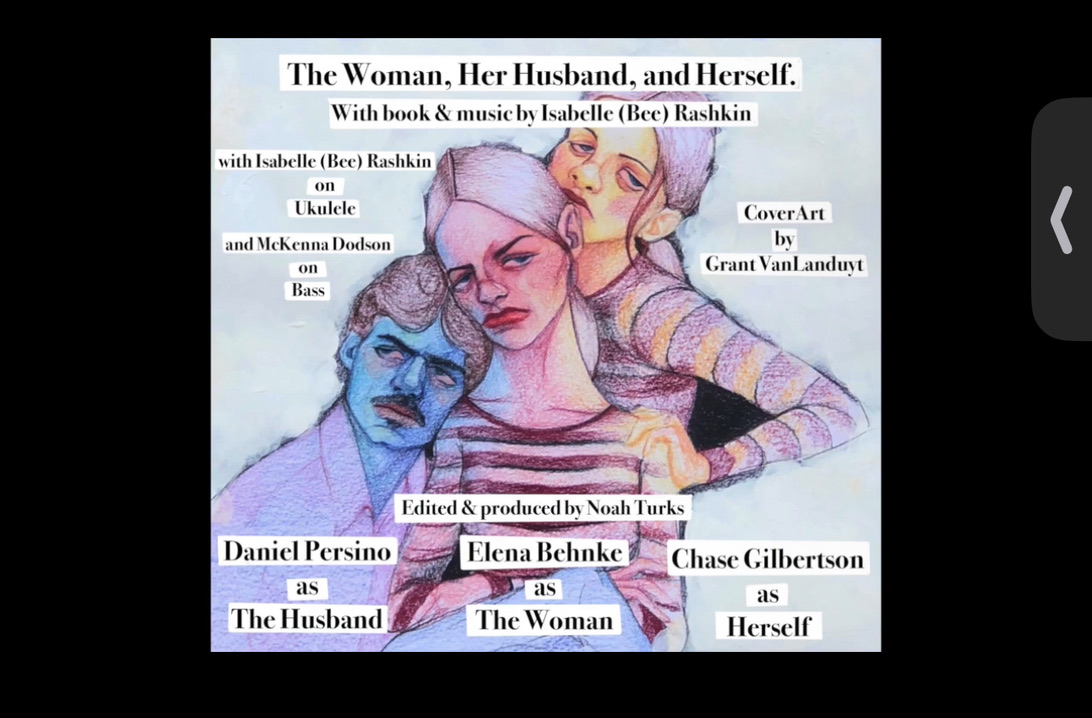 The Woman, Her Husband, and Herself.
With book & music by Isabelle (Bee) Rashkin
with Isabelle (Bee) Rashkin
on
Ukulele
and McKenna Dodson
on
Bass
CoverArt
by
Grant VanLanduyt
Edited & produced by Noah Turks
Daniel Persino
as
The Husband
Elena Behnke
as
The Woman
Chase Gilbertson
as
Herself